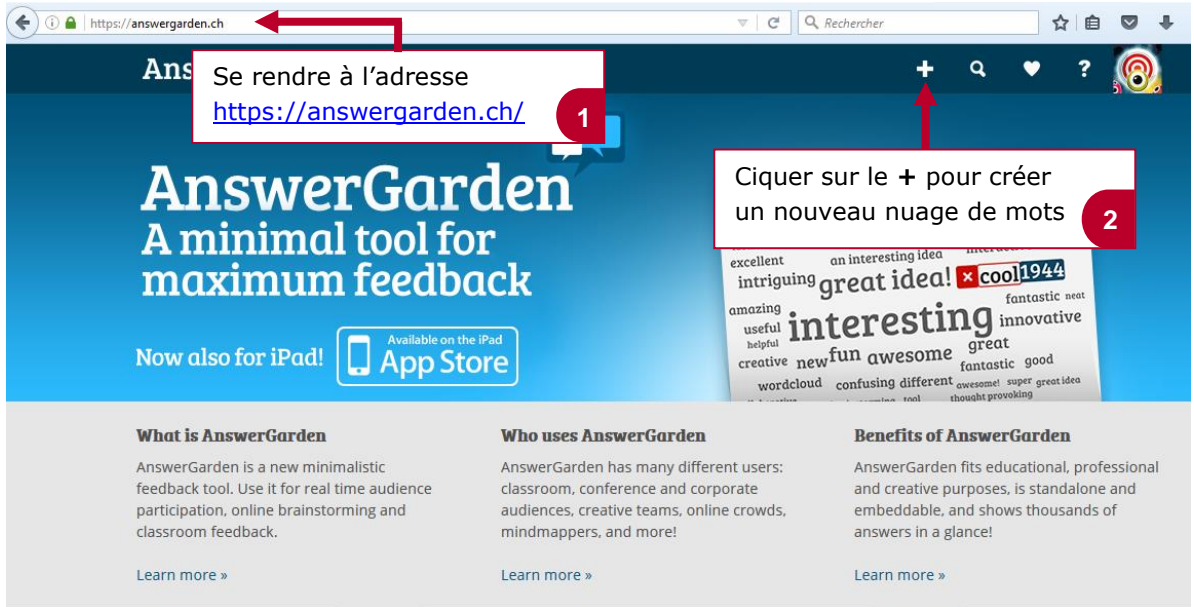 https://answergarden.ch
Rechercher
Ans
?
Se rendre à l’adresse
https://answergarden.ch/
1
Ciquer sur le + pour créer
un nouveau nuage de mots
2
AnswerGarden
A minimal tool for
maximum feedback
Now also for iPad!
Available on the iPad
App Store
excellent an interesting idea
intriguing great idea! × cool 1944
amazing fantastic neat
useful interesting innovative
helpful great
creative new fun awesome fantastic good
wordcloud confusing different awesome! super great idea
tool thought provoking
What is AnswerGarden
AnswerGarden is a new minimalistic
feedback tool. Use it for real time audience
participation, online brainstorming and
classroom feedback.
Learn more »
Who uses AnswerGarden
AnswerGarden has many different users:
classroom, conference and corporate
audiences, creative teams, online crowds,
mindmappers, and more!
Learn more »
Benefits of AnswerGarden
AnswerGarden fits educational, professional
and creative purposes, is standalone and
embeddable, and shows thousands of
answers in a glance!
Learn more »